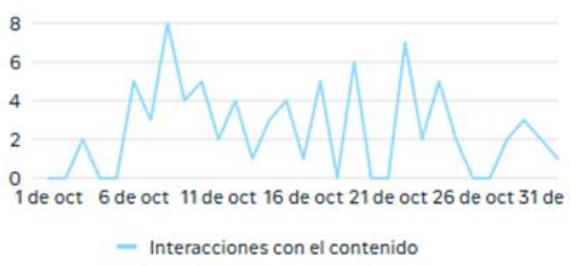 8
6
4
2
0
1 de oct 6 de oct 11 de oct 16 de oct 21 de oct 26 de oct 31 de
Interacciones con el contenido